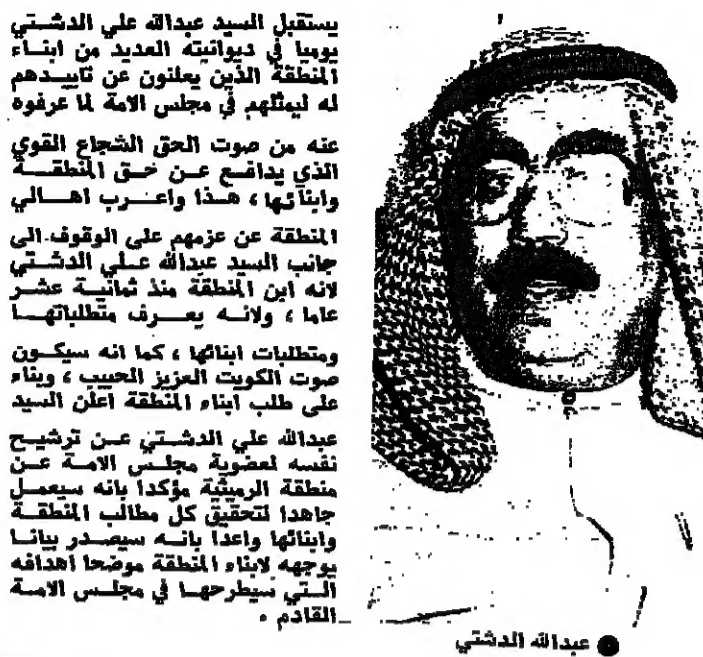 يستقبل السيد عبدالله علي الدشتي
يوميا في ديوانيته العديد من ابناء
المنطقة الذين يعلنون عن تاييدهم
له ليمثلهم في مجلس الامة لما عرفوه
عنه من صوت الحق الشجاع القوي
الذي يدافع عن حق المنطقة
وابنائها ، هذا واعرب اهالي
المنطقة عن عزمهم على الوقوف الى
جانب السيد عبدالله علي الدشتي
لانه ابن المنطقة منذ ثمانية عشر
عاما ، ولانه يعرف متطلباتها
ومتطلبات ابنائها ، كما انه سيكون
صوت الكويت العزيز الحبيب ، وبناء
على طلب ابناء المنطقة اعلن السيد
عبدالله علي الدشتي عن ترشيح
نفسه لعضوية مجلس الامة عن
منطقة الرميثية مؤكدا بانه سيعمل
جاهدا لتحقيق كل مطالب المنطقة
وابنائها واعدا بانه سيصدر بيانا
يوجهه لابناء المنطقة موضحا اهدافه
التي سيطرحها في مجلس الامة
القادم .
● عبدالله الدشتي